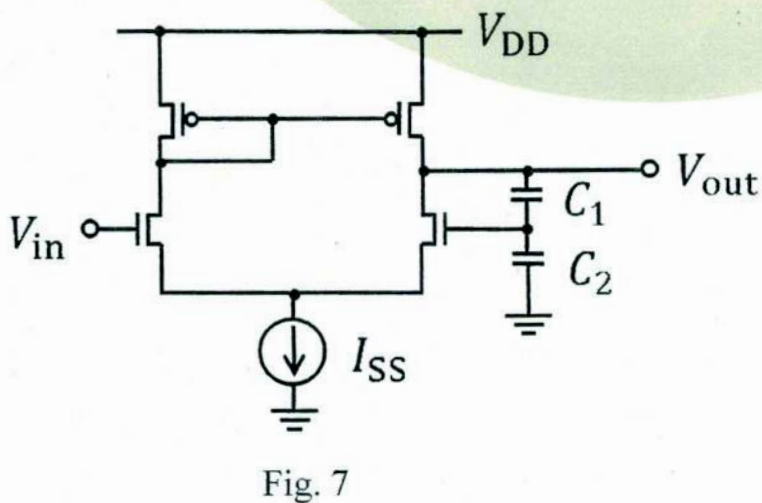 V_DD
V_in
V_out
C_1
C_2
I_SS
Fig. 7